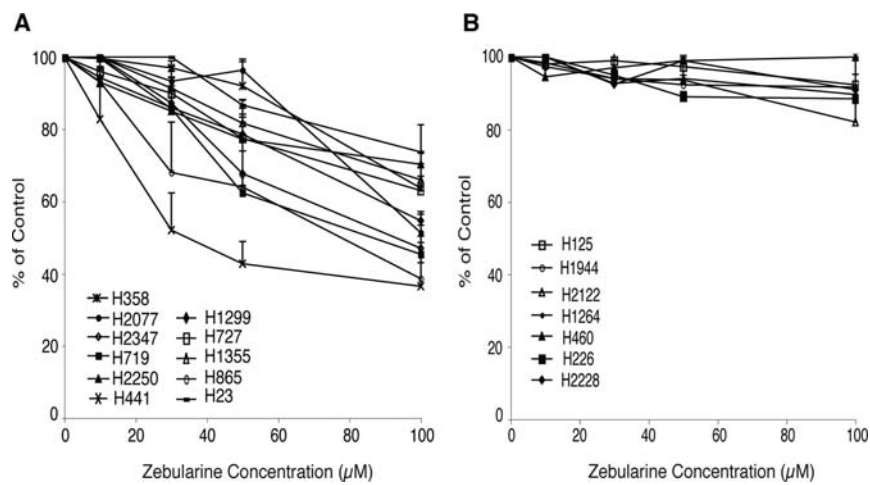 A
% of Control
100
80
60
40
20
0
H358
H2077
H2347
H719
H2250
H441
H1299
H727
H1355
H865
H23
0 20 40 60 80 100
Zebularine Concentration (µM)
B
% of Control
100
80
60
40
20
0
H125
H1944
H2122
H1264
H460
H226
H2228
0 20 40 60 80 100
Zebularine Concentration (µM)